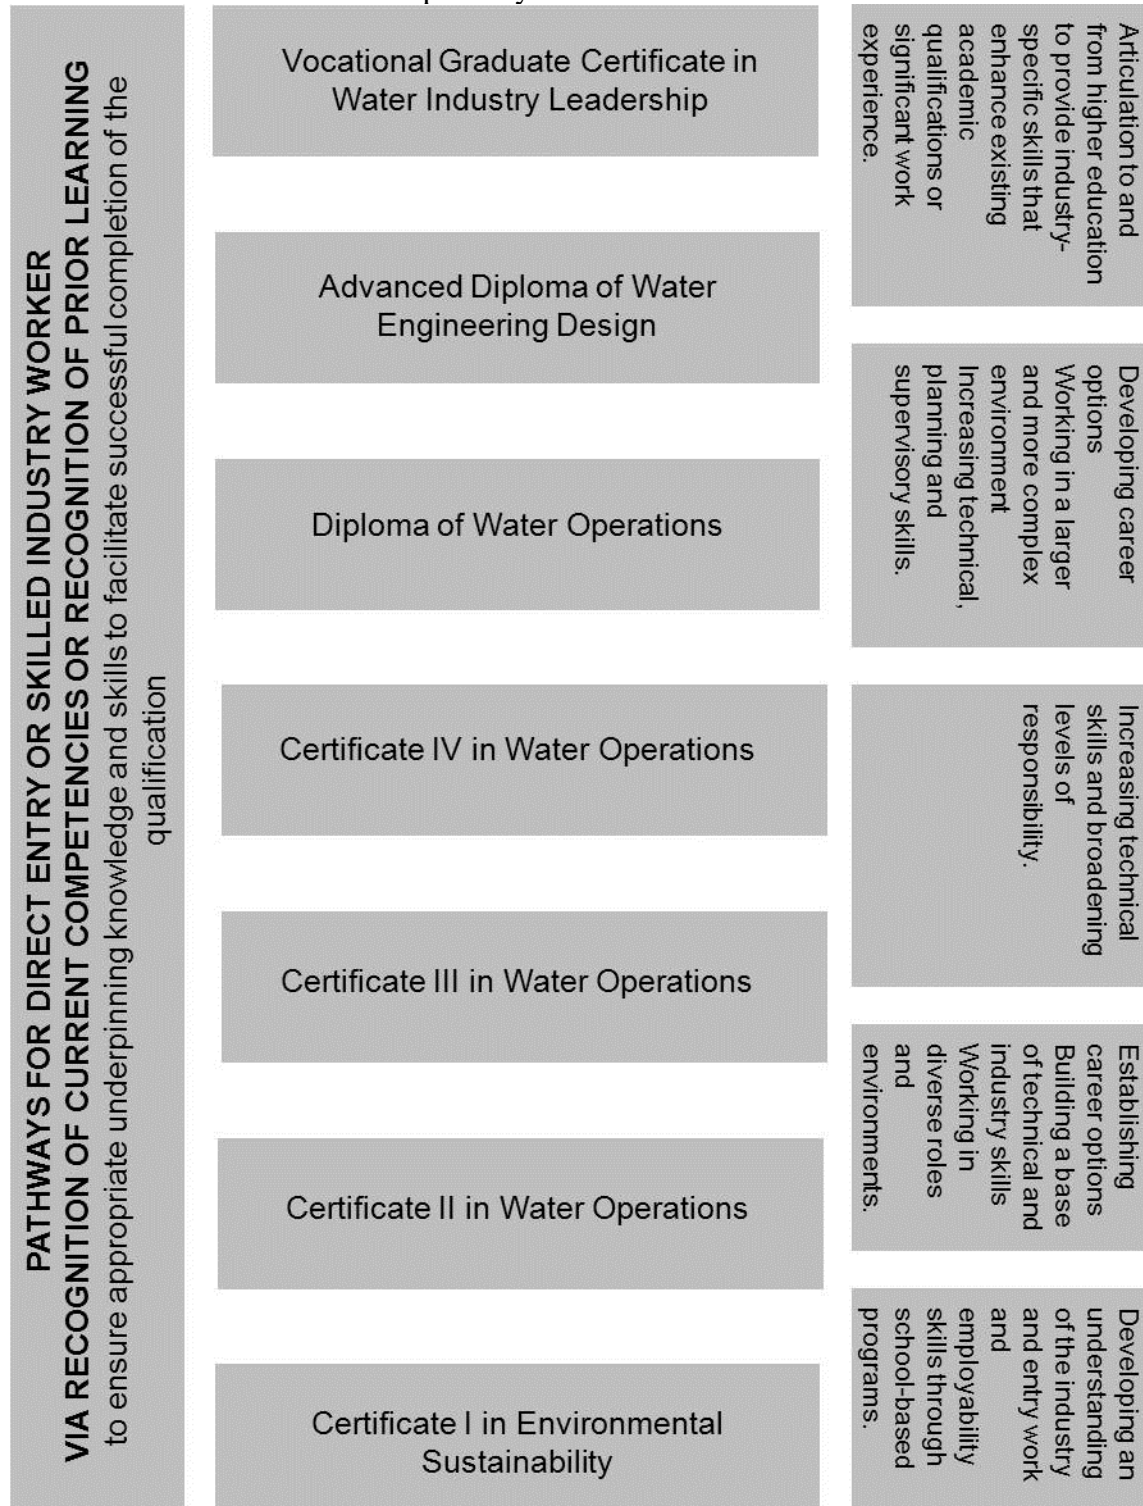 PATHWAYS FOR DIRECT ENTRY OR SKILLED INDUSTRY WORKER
VIA RECOGNITION OF CURRENT COMPETENCIES OR RECOGNITION OF PRIOR LEARNING
to ensure appropriate underpinning knowledge and skills to facilitate successful completion of the
qualification
Vocational Graduate Certificate in
Water Industry Leadership
Advanced Diploma of Water
Engineering Design
Diploma of Water Operations
Certificate IV in Water Operations
Certificate III in Water Operations
Certificate II in Water Operations
Certificate I in Environmental
Sustainability
Articulation to and
from higher education
to provide industry-
specific skills that
enhance existing
academic
qualifications or
significant work
experience.
Developing career
options
Working in a larger
and more complex
environment
Increasing technical,
planning and
supervisory skills.
Increasing technical
skills and broadening
levels of
responsibility.
Establishing
career options
Building a base
of technical and
industry skills
Working in
diverse roles
and
environments.
Developing an
understanding
of the industry
and entry work
and
employability
skills through
school-based
programs.